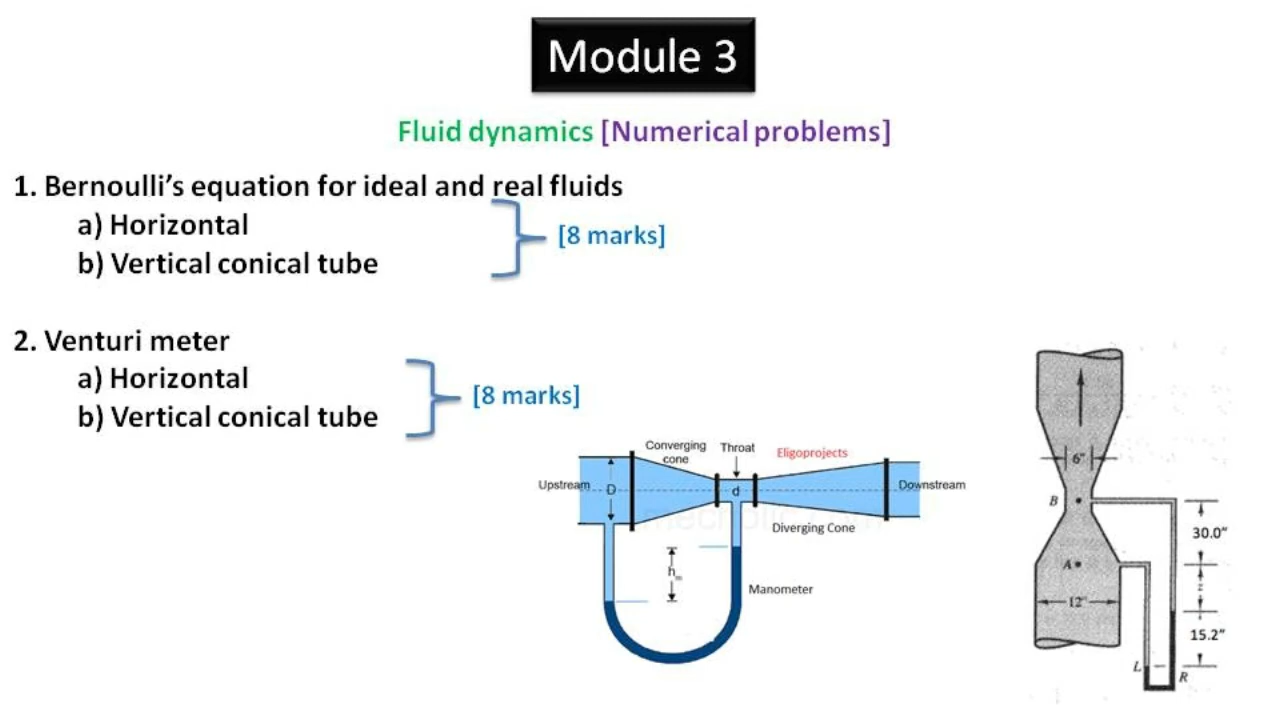 Module 3
Fluid dynamics [Numerical problems]
1. Bernoulli's equation for ideal and real fluids
a) Horizontal
b) Vertical conical tube
[8 marks]
2. Venturi meter
a) Horizontal
b) Vertical conical tube
[8 marks]
Converging
cone
Throat
Eligoprojects
Upstream
D
d
Downstream
Diverging Cone
h
Manometer
6"
B
30.0"
A
z
12"
15.2"
L
R